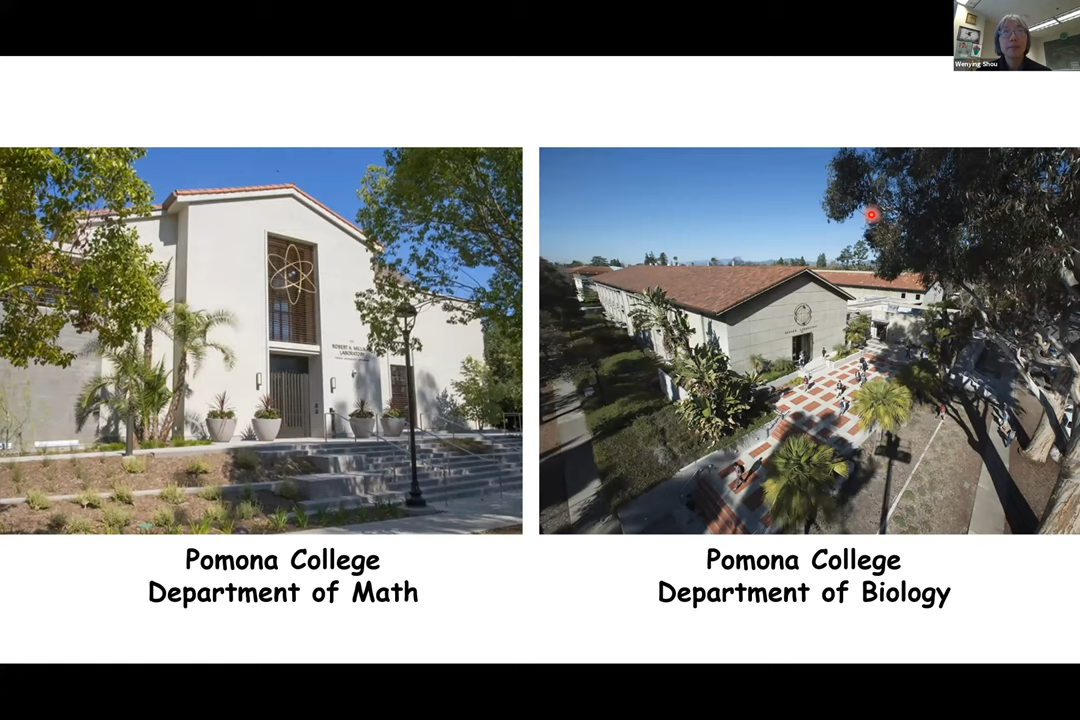 Wenying Shou
ROBERT A. MILLIKAN
LABORATORY
Pomona College
Department of Math
Pomona College
Department of Biology